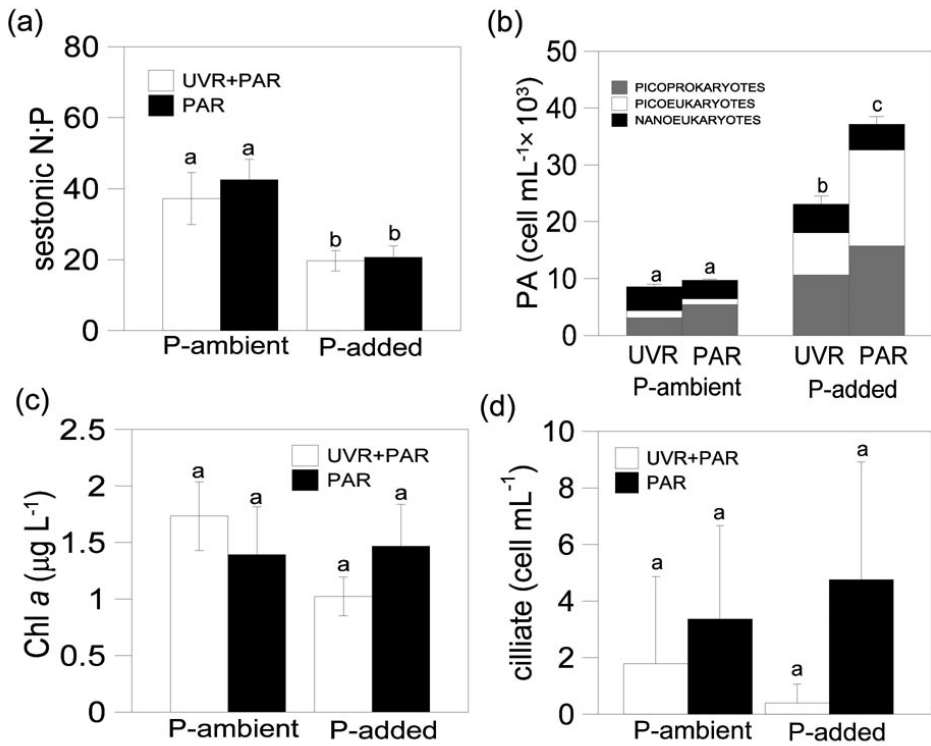 (a)
80
60
40
20
0
sestonic N:P
UVR+PAR
PAR
a
a
b
b
P-ambient
P-added
(b)
50
40
30
20
10
0
PA (cell mL⁻¹× 10³)
PICOPROKARYOTES
PICOEUKARYOTES
NANOEUKARYOTES
a
a
b
c
UVR PAR
UVR PAR
P-ambient
P-added
(c)
2.5
2
1.5
1
0.5
0
Chl a (µg L⁻¹)
UVR+PAR
PAR
a
a
a
a
P-ambient
P-added
(d)
10
8
6
4
2
0
cilliate (cell mL⁻¹)
UVR+PAR
PAR
a
a
a
a
P-ambient
P-added